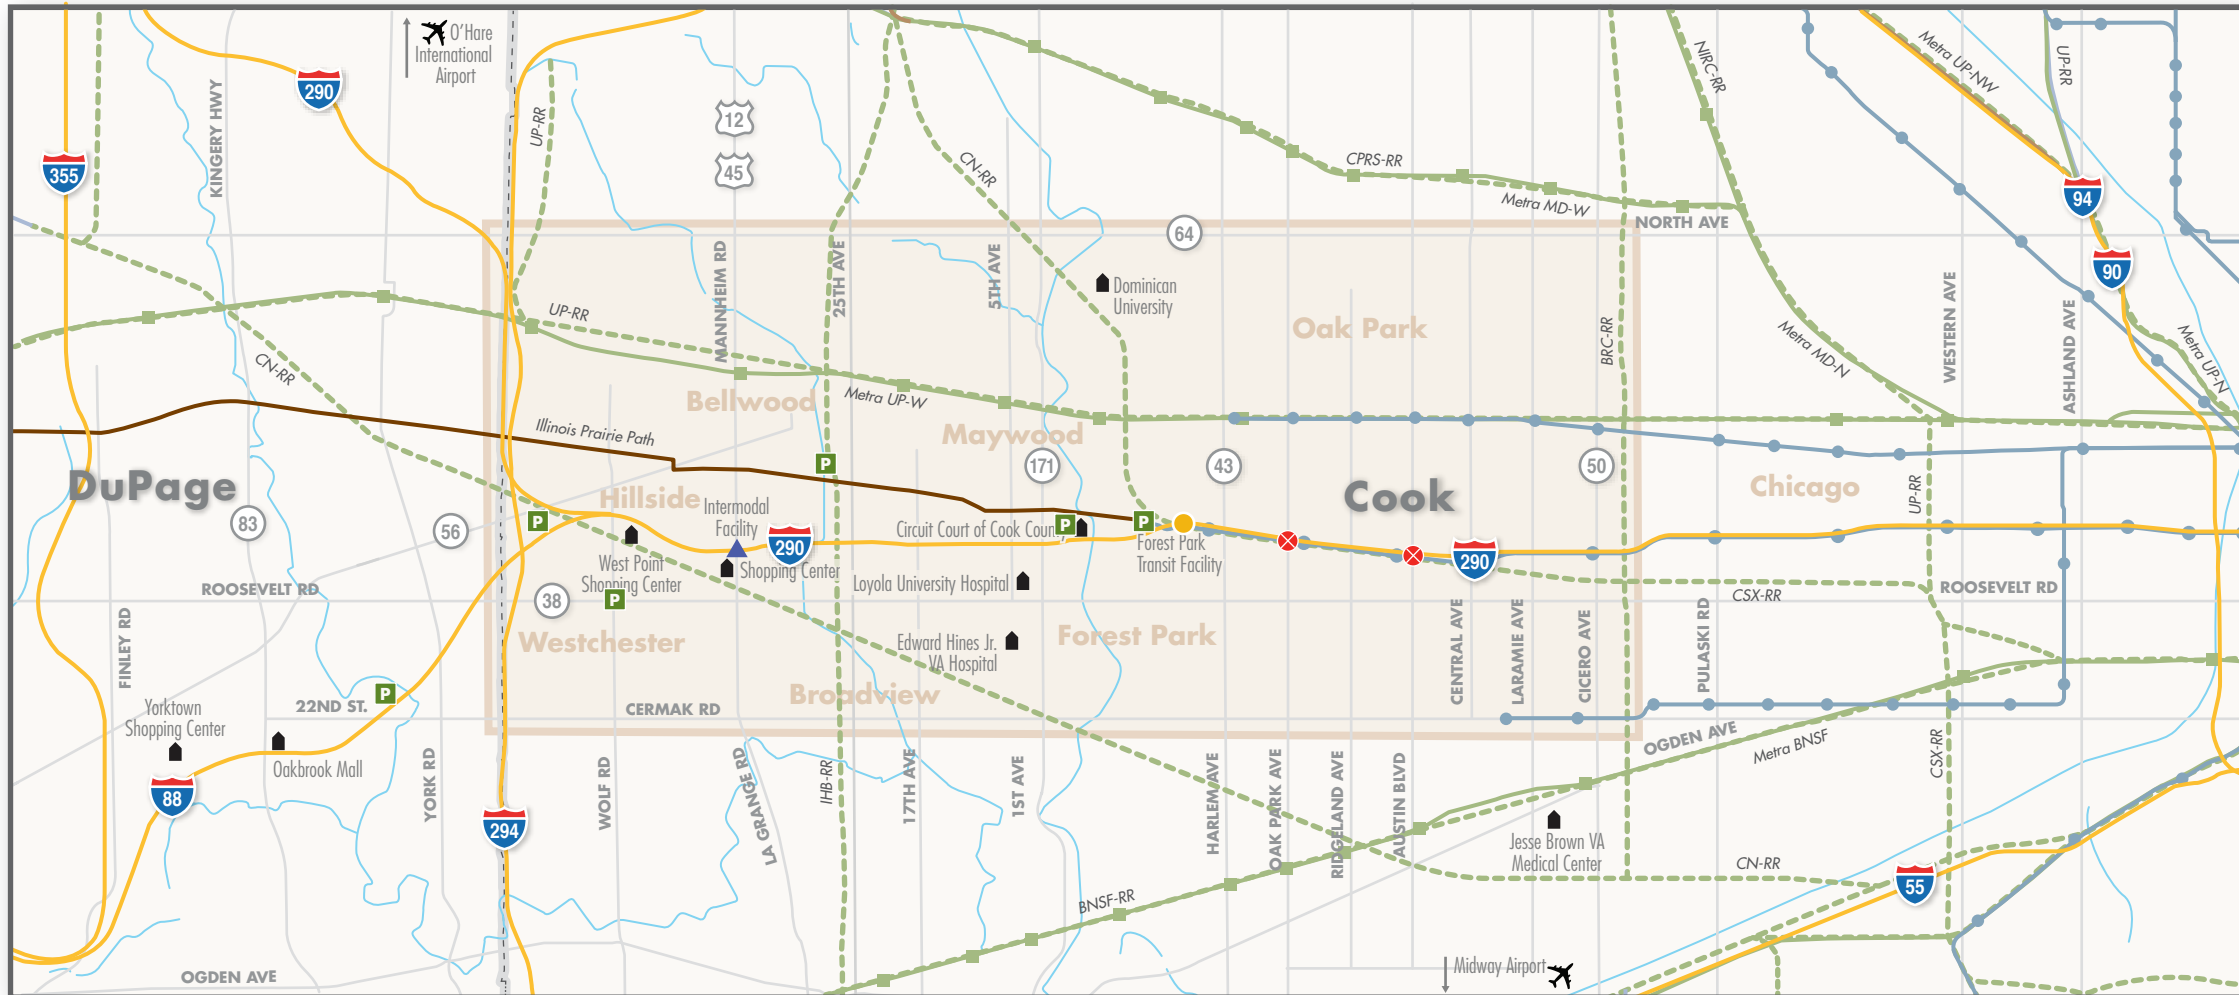 O'Hare
International
Airport
290
355
KINGERY HWY
UP-RR
12
45
CN-RR
CPRS-RR
Metra MD-W
NIRC-RR
Metra UP-NW
UP-RR
94
90
64
NORTH AVE
MANNHEIM RD
25TH AVE
5TH AVE
Dominican
University
Oak Park
BRC-RR
Metra MD-N
WESTERN AVE
ASHLAND AVE
Metra UP-N
UP-RR
CN-RR
Bellwood
Metra UP-W
Illinois Prairie Path
Maywood
DuPage
83
56
Hillside
P
P
Intermodal
Facility
171
43
50
Cook
Chicago
UP-RR
290
Circuit Court of Cook County
P
P
Forest Park
Transit Facility
290
West Point
Shopping Center
Shopping Center
P
Loyola University Hospital
ROOSEVELT RD
38
CSX-RR
ROOSEVELT RD
FINLEY RD
Westchester
Edward Hines Jr.
VA Hospital
Forest Park
Broadview
CENTRAL AVE
LARAMIE AVE
CICERO AVE
PULASKI RD
Yorktown
Shopping Center
22ND ST.
P
CERMAK RD
OGDEN AVE
Metra BNSF
CSX-RR
Oakbrook Mall
88
YORK RD
294
WOLF RD
LA GRANGE RD
IHB-RR
17TH AVE
1ST AVE
HARLEM AVE
OAK PARK AVE
RIDGELAND AVE
AUSTIN BLVD
Jesse Brown VA
Medical Center
CN-RR
55
BNSF-RR
OGDEN AVE
Midway Airport